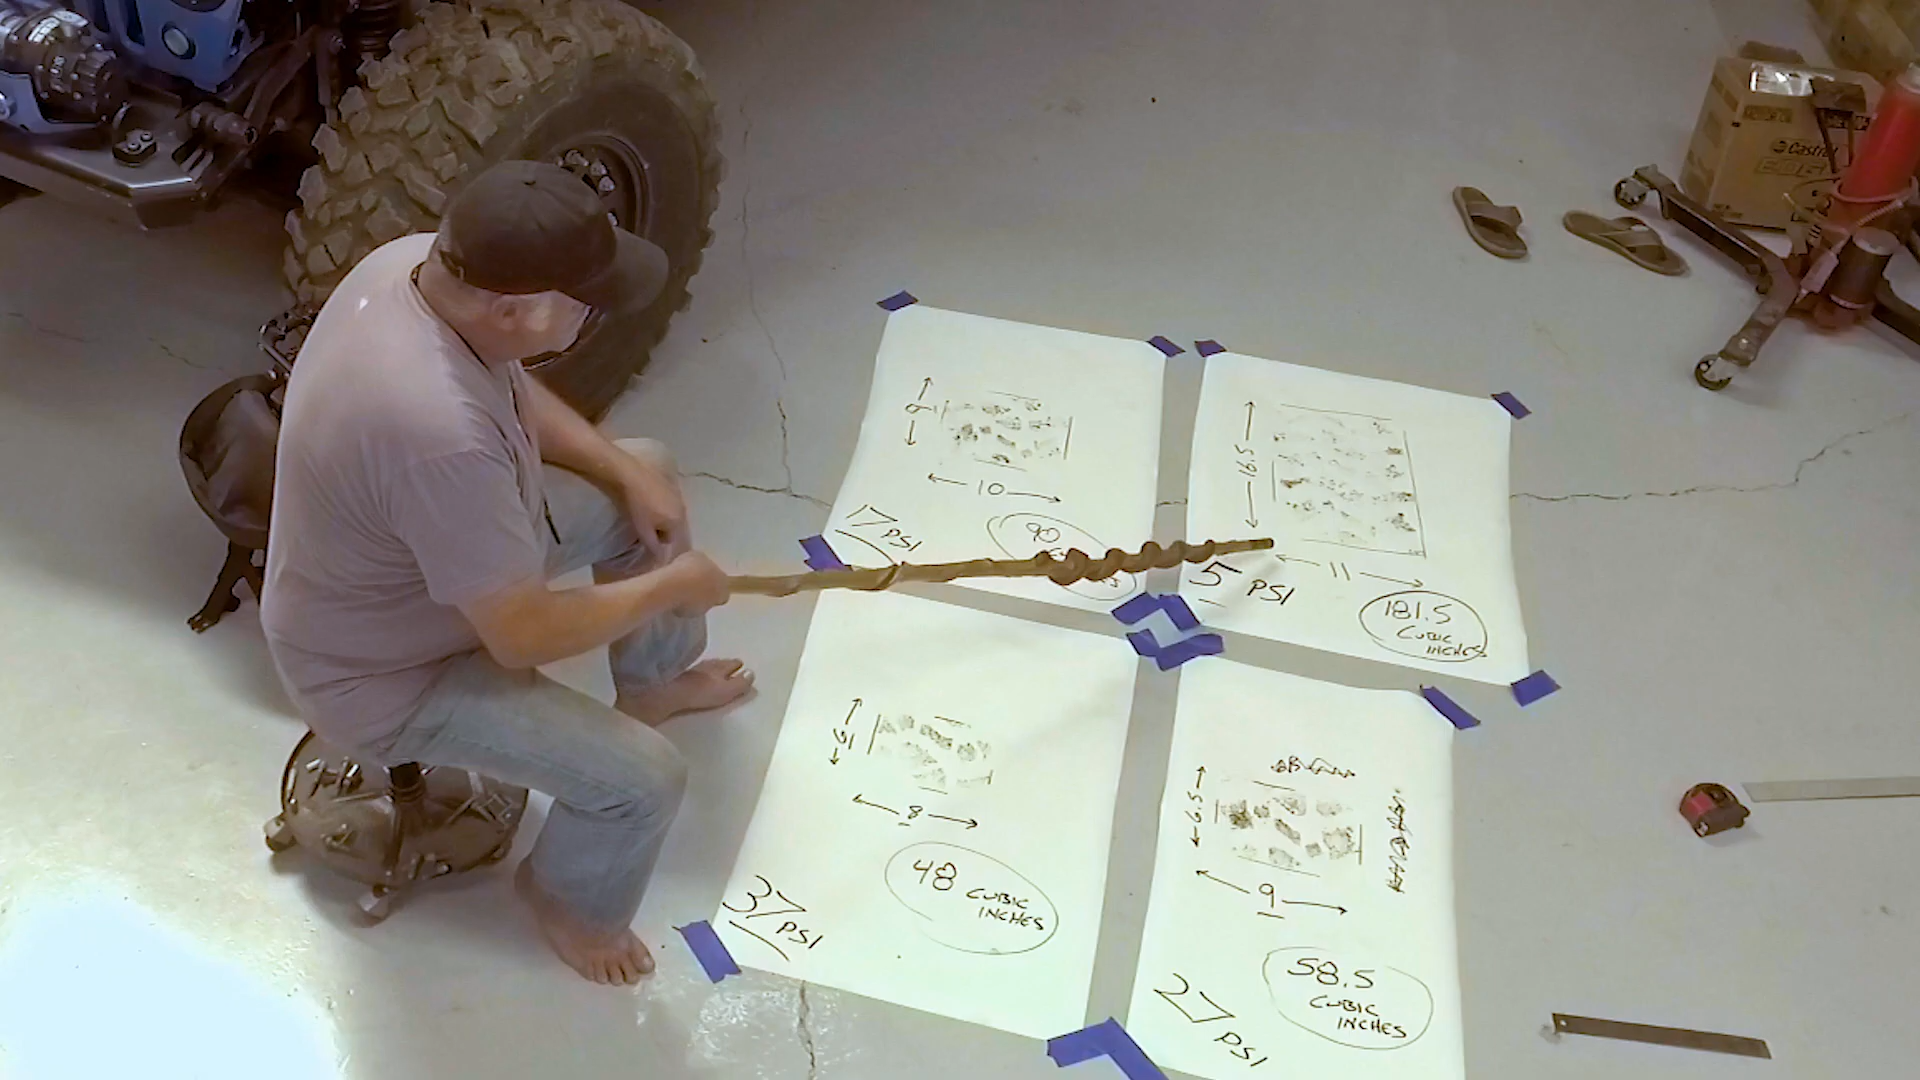 9
10
17 PSI
90
16.5
11
5 PSI
181.5
CUBIC
INCHES
6
8
48 CUBIC
INCHES
37 PSI
6.5
9
58.5
CUBIC
INCHES
27 PSI
Castrol